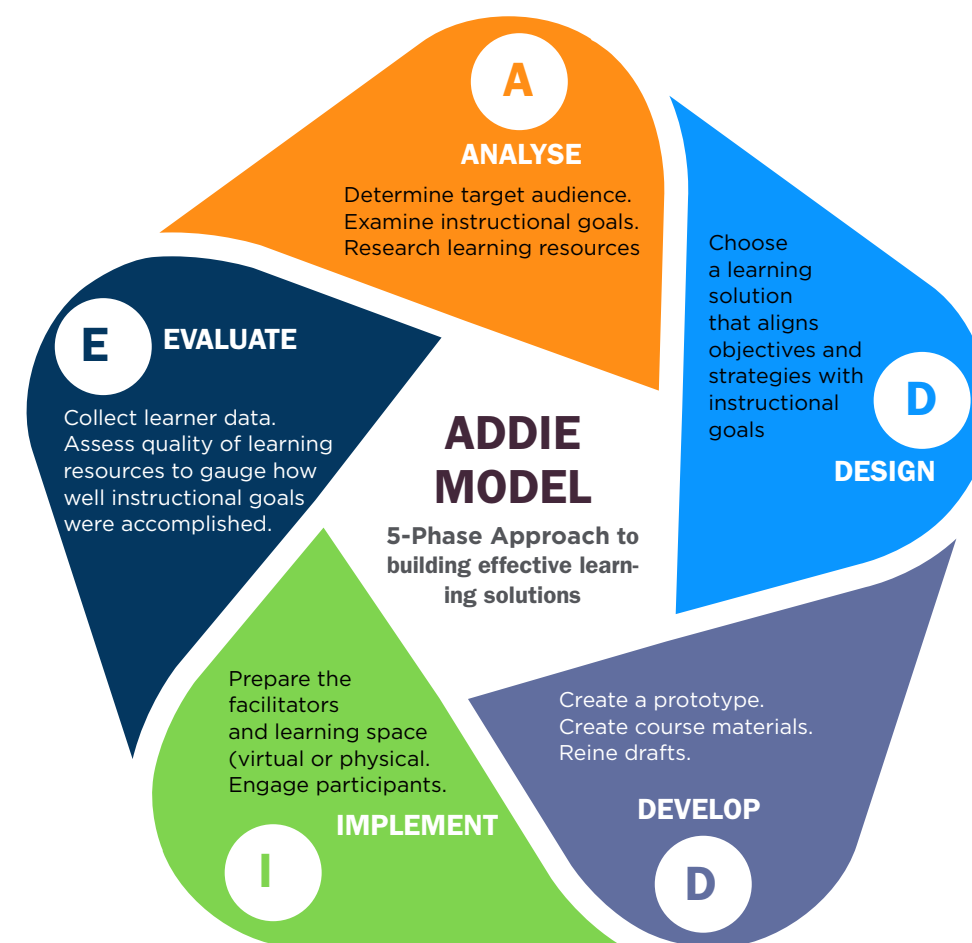 A
ANALYSE
Determine target audience.
Examine instructional goals.
Research learning resources
Choose
a learning
solution
that aligns
objectives and
strategies with
instructional
goals
D
DESIGN
Create a prototype.
Create course materials.
Reine drafts.
DEVELOP
D
Prepare the
facilitators
and learning space
(virtual or physical.
Engage participants.
IMPLEMENT
I
E
EVALUATE
Collect learner data.
Assess quality of learning
resources to gauge how
well instructional goals
were accomplished.
ADDIE
MODEL
5-Phase Approach to
building effective learn-
ing solutions